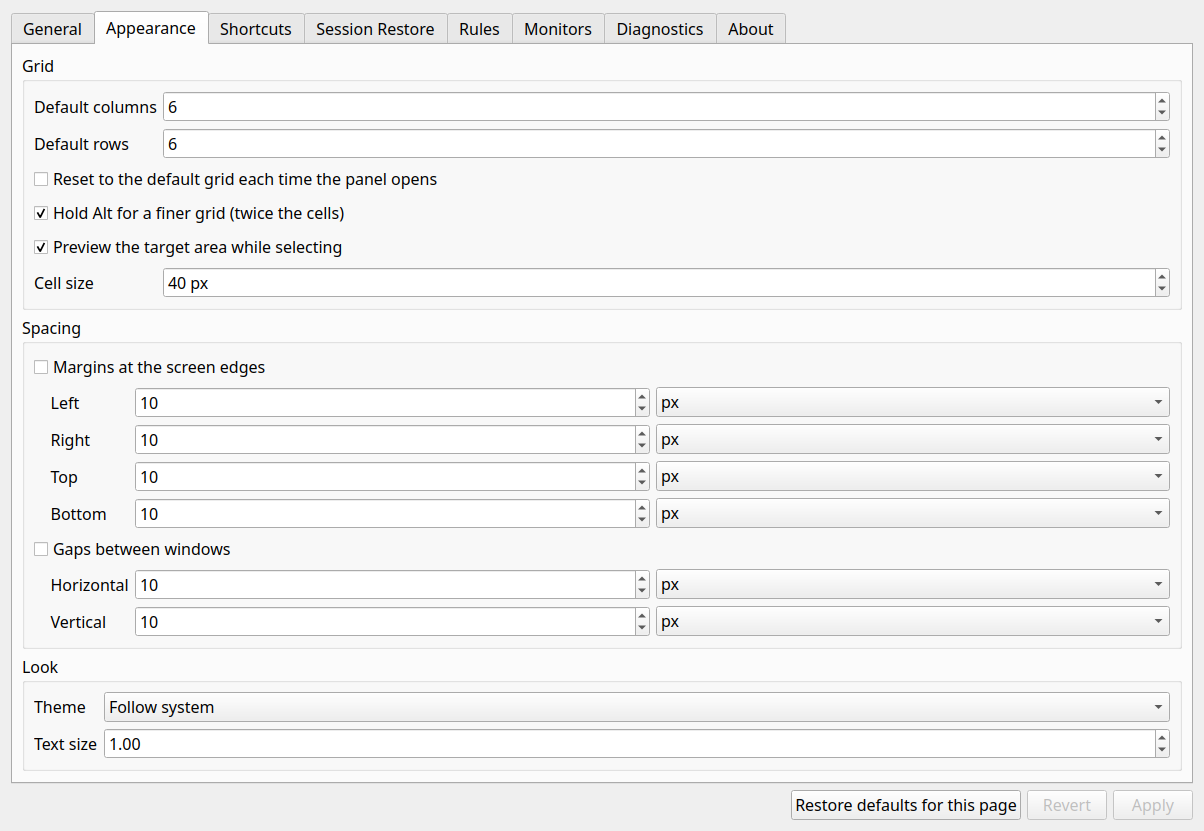 General Appearance Shortcuts Session Restore Rules Monitors Diagnostics About
Grid
Default columns 6
Default rows 6
Reset to the default grid each time the panel opens
Hold Alt for a finer grid (twice the cells)
Preview the target area while selecting
Cell size 40 px
Spacing
Margins at the screen edges
Left 10 px
Right 10 px
Top 10 px
Bottom 10 px
Gaps between windows
Horizontal 10 px
Vertical 10 px
Look
Theme Follow system
Text size 1.00
Restore defaults for this page Revert Apply